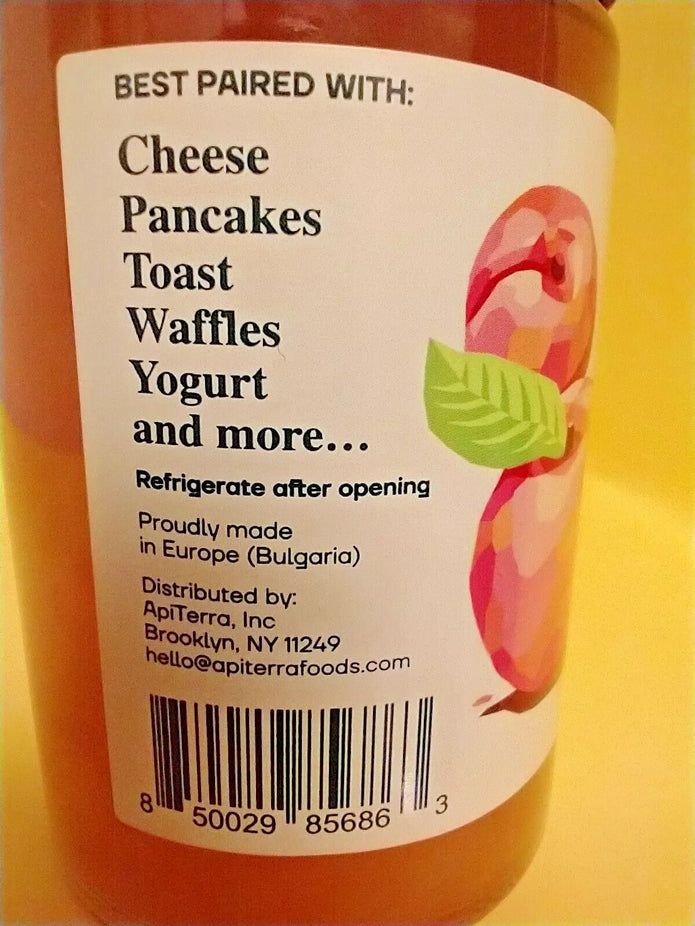 BEST PAIRED WITH:
Cheese
Pancakes
Toast
Waffles
Yogurt
and more...
Refrigerate after opening
Proudly made
in Europe (Bulgaria)
Distributed by:
ApiTerra, Inc
Brooklyn, NY 11249
hello@apiterrafoods.com
8 50029 85686 3